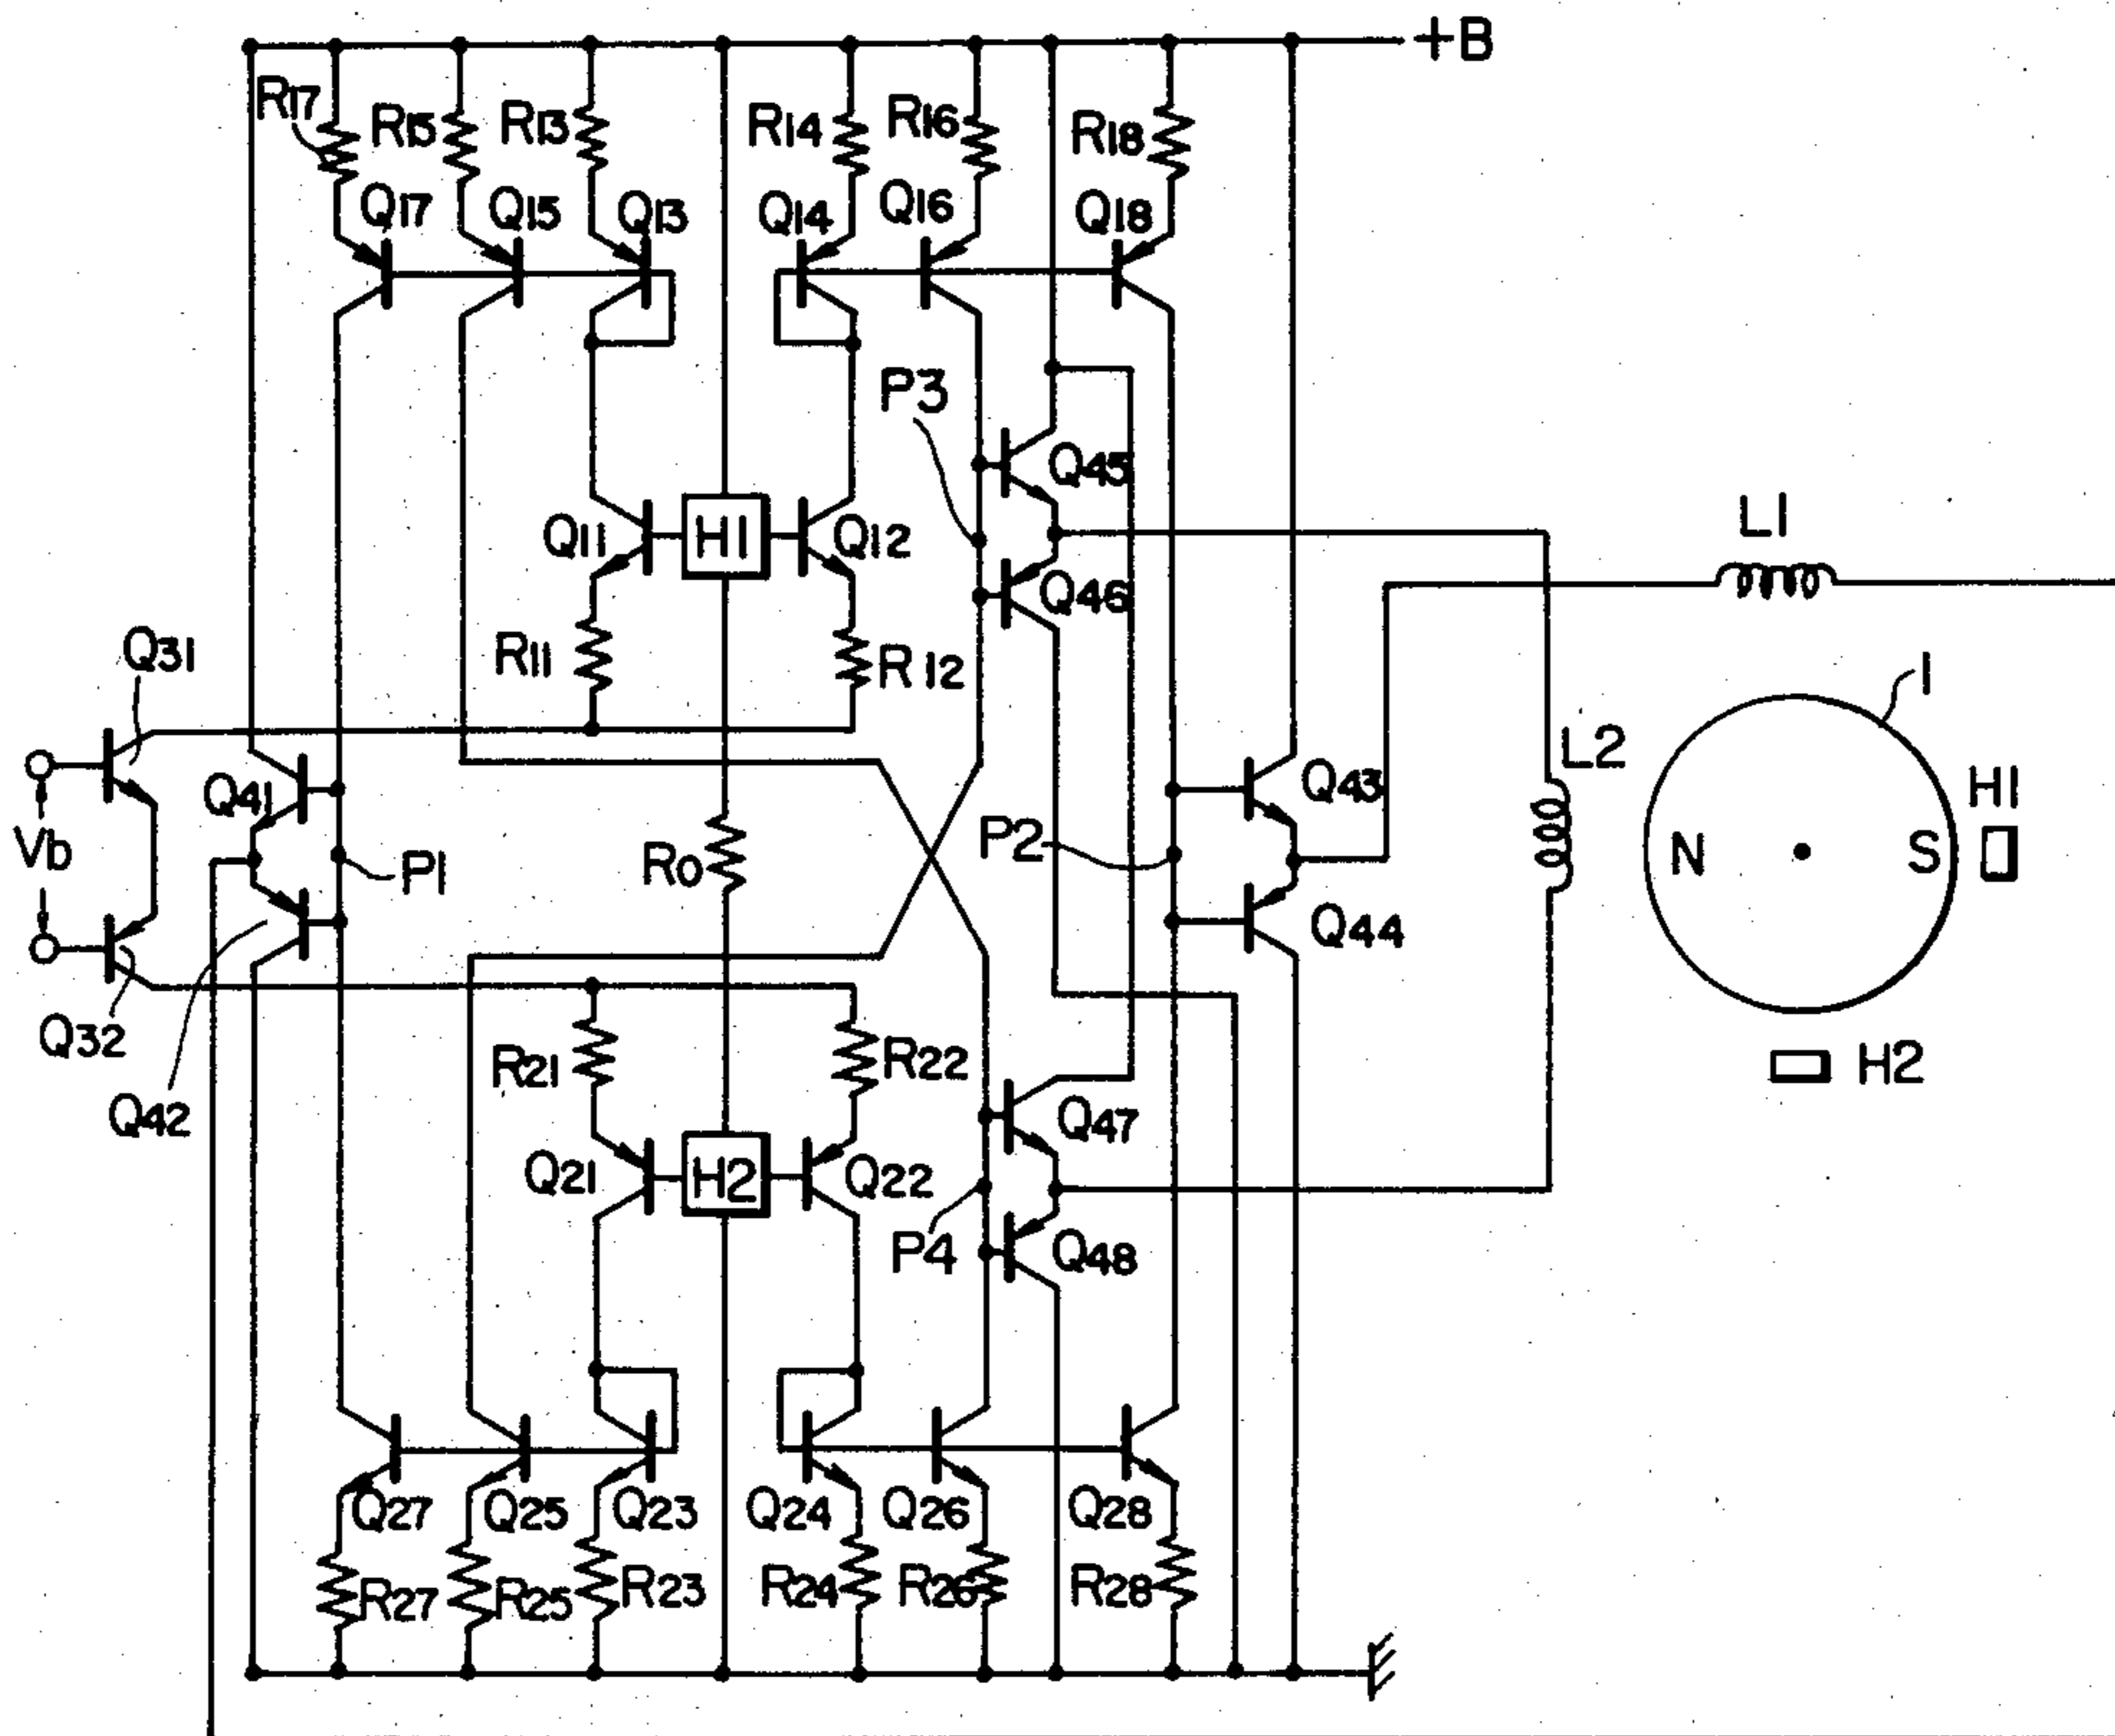 +B
R17
R15
R13
R14
R16
R18
Q17
Q15
Q13
Q14
Q16
Q18
P3
Q45
L1
Q11
H1
Q12
Q46
Q31
R11
R12
1
L2
Q41
Q43
H1
Vb
P1
R0
P2
N
S
Q44
Q32
R21
R22
H2
Q42
Q47
Q21
H2
Q22
P4
Q48
Q27
Q25
Q23
Q24
Q26
Q28
R27
R25
R23
R24
R26
R28